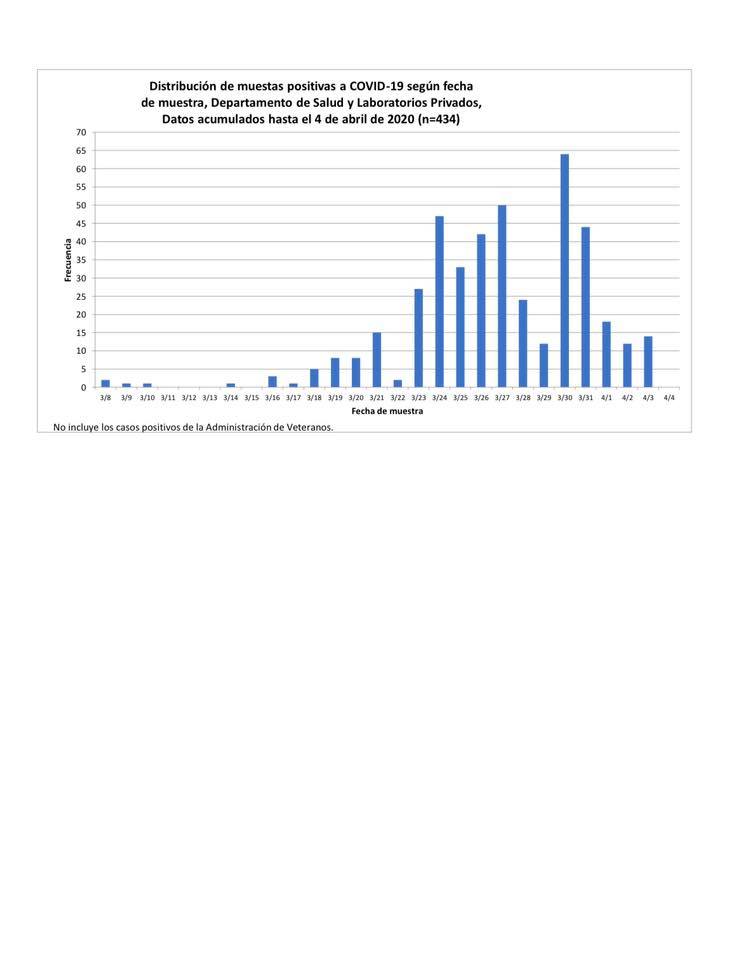 Distribución de muestas positivas a COVID-19 según fecha
de muestra, Departamento de Salud y Laboratorios Privados,
Datos acumulados hasta el 4 de abril de 2020 (n=434)
70
65
60
55
50
45
40
35
30
25
20
15
10
5
0
Frecuencia
3/8 3/9 3/10 3/11 3/12 3/13 3/14 3/15 3/16 3/17 3/18 3/19 3/20 3/21 3/22 3/23 3/24 3/25 3/26 3/27 3/28 3/29 3/30 3/31 4/1 4/2 4/3 4/4
Fecha de muestra
No incluye los casos positivos de la Administración de Veteranos.